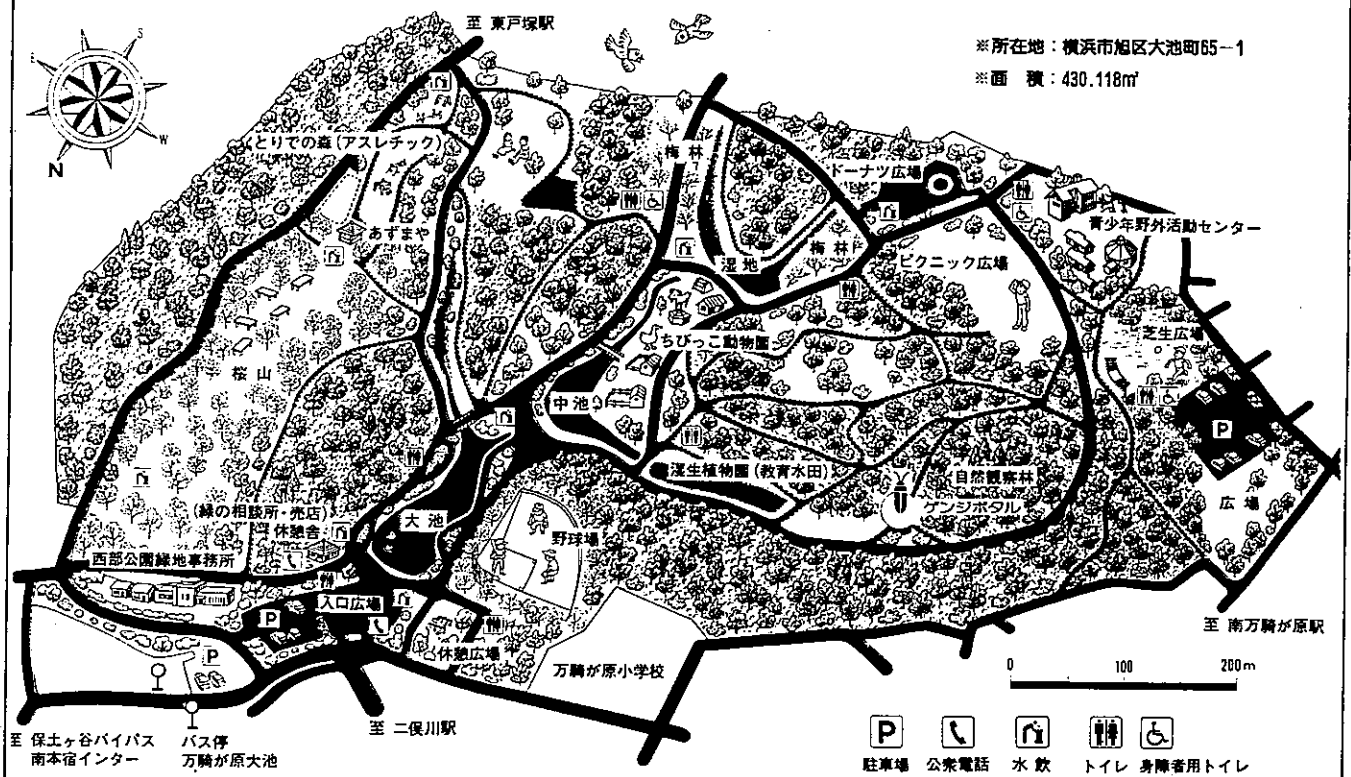 至 東戸塚駅
※所在地：横浜市旭区大池町65−1
※面　積：430.118㎡
S
E
W
N
とりでの森(アスレチック)
梅林
ドーナツ広場
青少年野外活動センター
あずまや
湿地
梅林
ピクニック広場
芝生広場
ちびっこ動物園
桜山
中池
P
湿生植物園(教育水田)
自然観察林
ゲンジボタル
広場
(緑の相談所・売店)
休憩舎
大池
野球場
西部公園緑地事務所
入口広場
P
P
休憩広場
万騎が原小学校
至 南万騎が原駅
0 100 200m
至 保土ヶ谷バイパス
南本宿インター
バス停
万騎が原大池
至 二俣川駅
P
駐車場 公衆電話 水飲 トイレ 身障者用トイレ